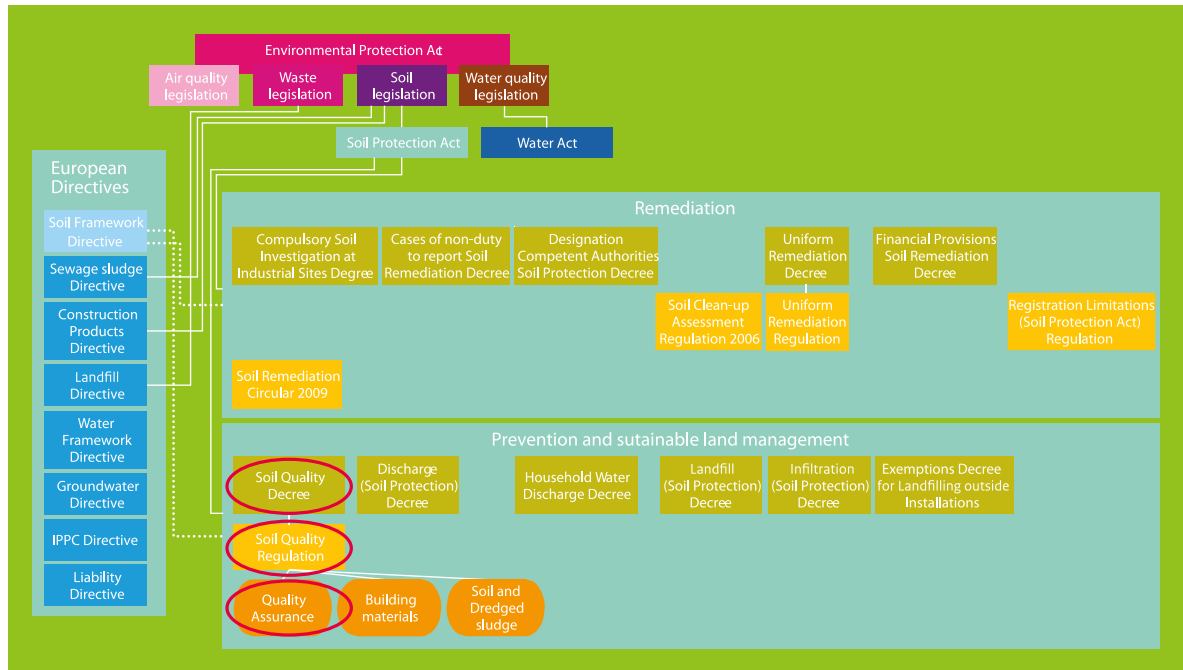 Environmental Protection Act
Air quality
legislation
Waste
legislation
Soil
legislation
Water quality
legislation
Soil Protection Act
Water Act
European
Directives
Soil Framework
Directive
Sewage sludge
Directive
Construction
Products
Directive
Landfill
Directive
Water
Framework
Directive
Groundwater
Directive
IPPC Directive
Liability
Directive
Remediation
Compulsory Soil
Investigation at
Industrial Sites Degree
Cases of non-duty
to report Soil
Remediation Decree
Designation
Competent Authorities
Soil Protection Decree
Uniform
Remediation
Decree
Financial Provisions
Soil Remediation
Decree
Soil Clean-up
Assessment
Regulation 2006
Uniform
Remediation
Regulation
Registration Limitations
(Soil Protection Act)
Regulation
Soil Remediation
Circular 2009
Prevention and sutainable land management
Soil Quality
Decree
Discharge
(Soil Protection)
Decree
Household Water
Discharge Decree
Landfill
(Soil Protection)
Decree
Infiltration
(Soil Protection)
Decree
Exemptions Decree
for Landfilling outside
Installations
Soil Quality
Regulation
Quality
Assurance
Building
materials
Soil and
Dredged
sludge